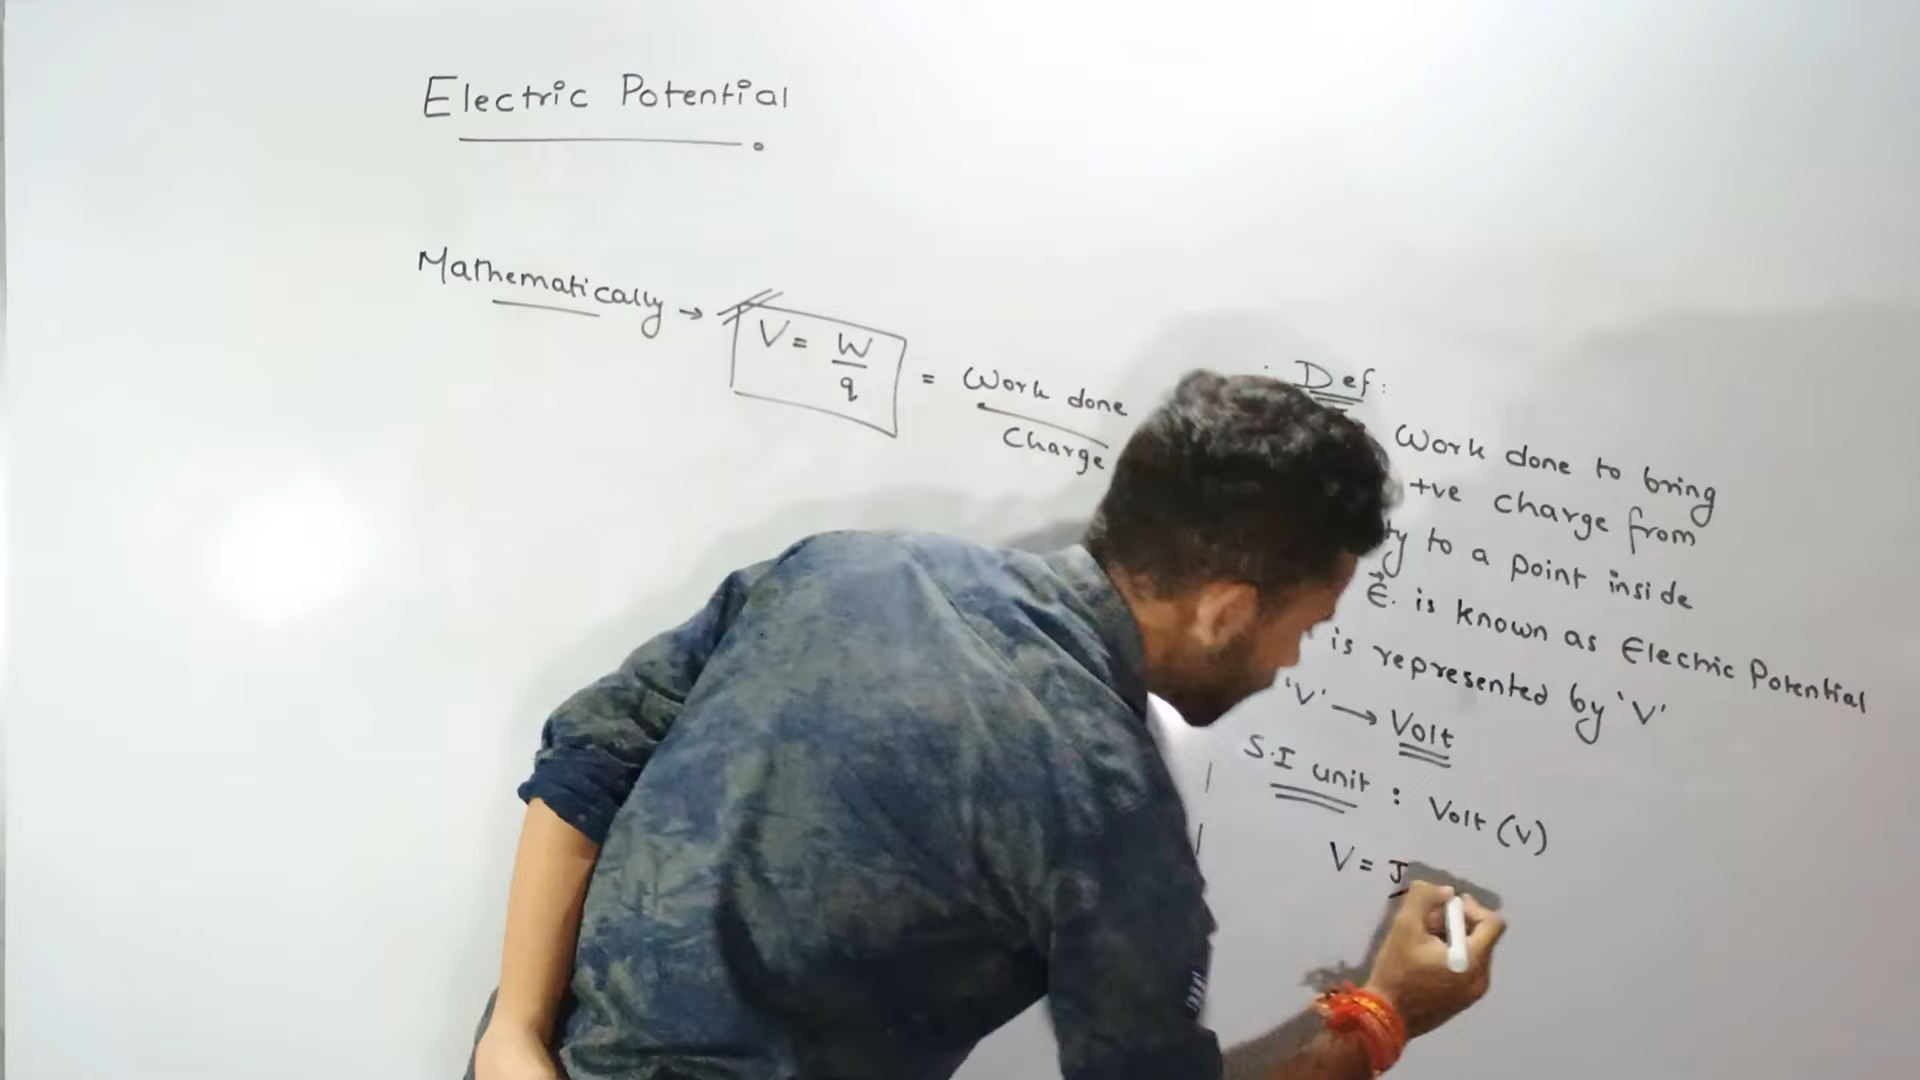 Electric Potential
Mathematically → V = W/q = Work done/Charge
Def:
Work done to bring
+ve charge from
ty to a point inside
E⃗. is known as Electric Potential
is represented by 'V'
'V' → Volt
S.I unit : Volt (V)
V = J